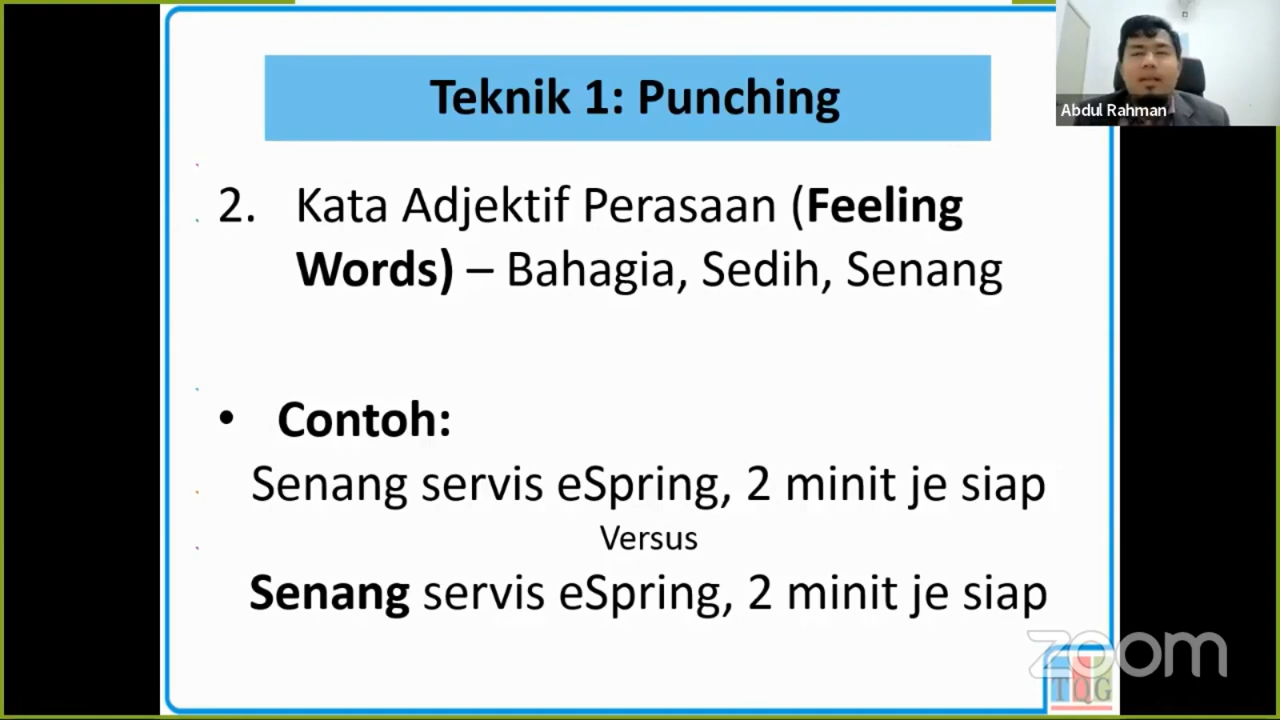 Teknik 1: Punching
Abdul Rahman
2. Kata Adjektif Perasaan (Feeling
Words) – Bahagia, Sedih, Senang
• Contoh:
Senang servis eSpring, 2 minit je siap
Versus
Senang servis eSpring, 2 minit je siap
zoom
TQG